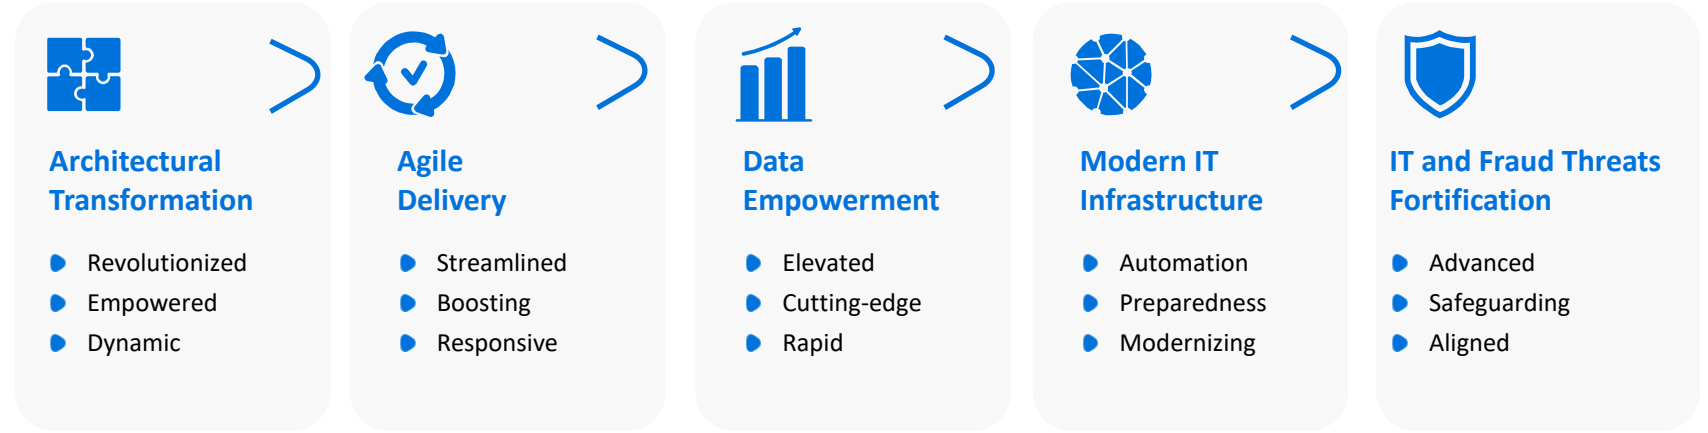 Architectural
Transformation
Revolutionized
Empowered
Dynamic
Agile
Delivery
Streamlined
Boosting
Responsive
Data
Empowerment
Elevated
Cutting-edge
Rapid
Modern IT
Infrastructure
Automation
Preparedness
Modernizing
IT and Fraud Threats
Fortification
Advanced
Safeguarding
Aligned